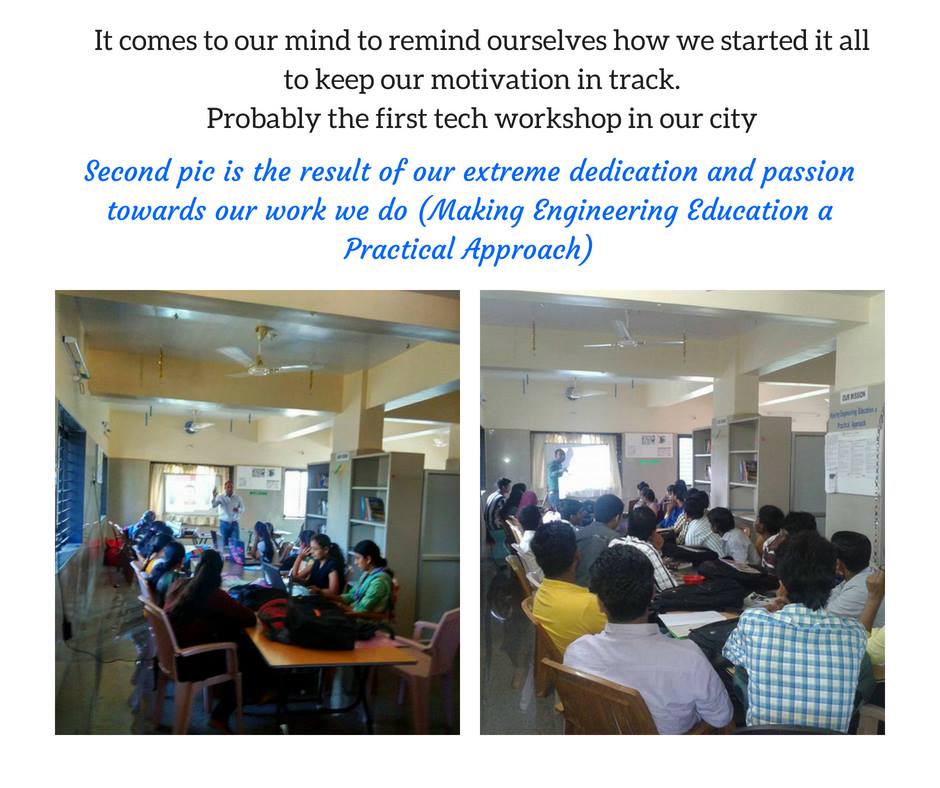 It comes to our mind to remind ourselves how we started it all
to keep our motivation in track.
Probably the first tech workshop in our city
Second pic is the result of our extreme dedication and passion
towards our work we do (Making Engineering Education a
Practical Approach)
OUR MISSION
Making Engineering Education a
Practical Approach